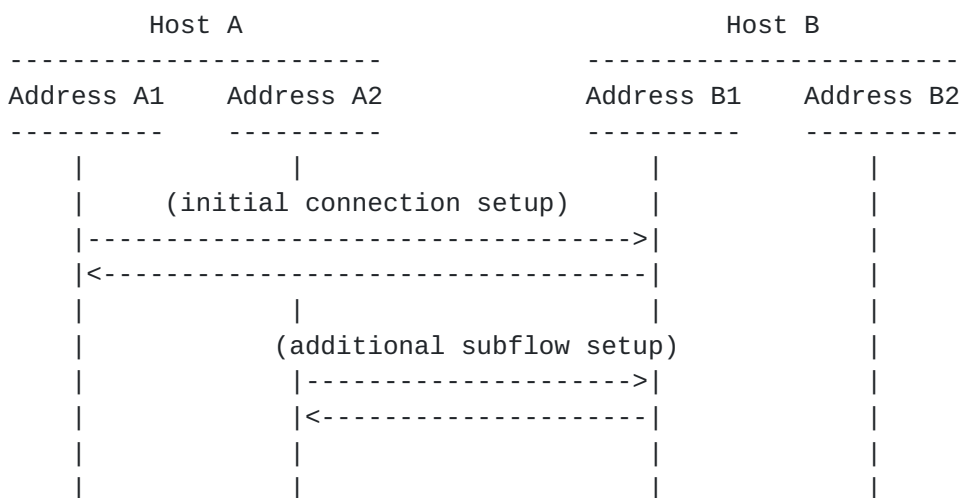 Host A Host B
------------------------ ------------------------
Address A1 Address A2 Address B1 Address B2
---------- ---------- ---------- ----------
| | | |
| (initial connection setup) | |
|----------------------------------->| |
|<-----------------------------------| |
| | | |
| (additional subflow setup) |
| |--------------------->| |
| |<---------------------| |
| | | |
| | | |